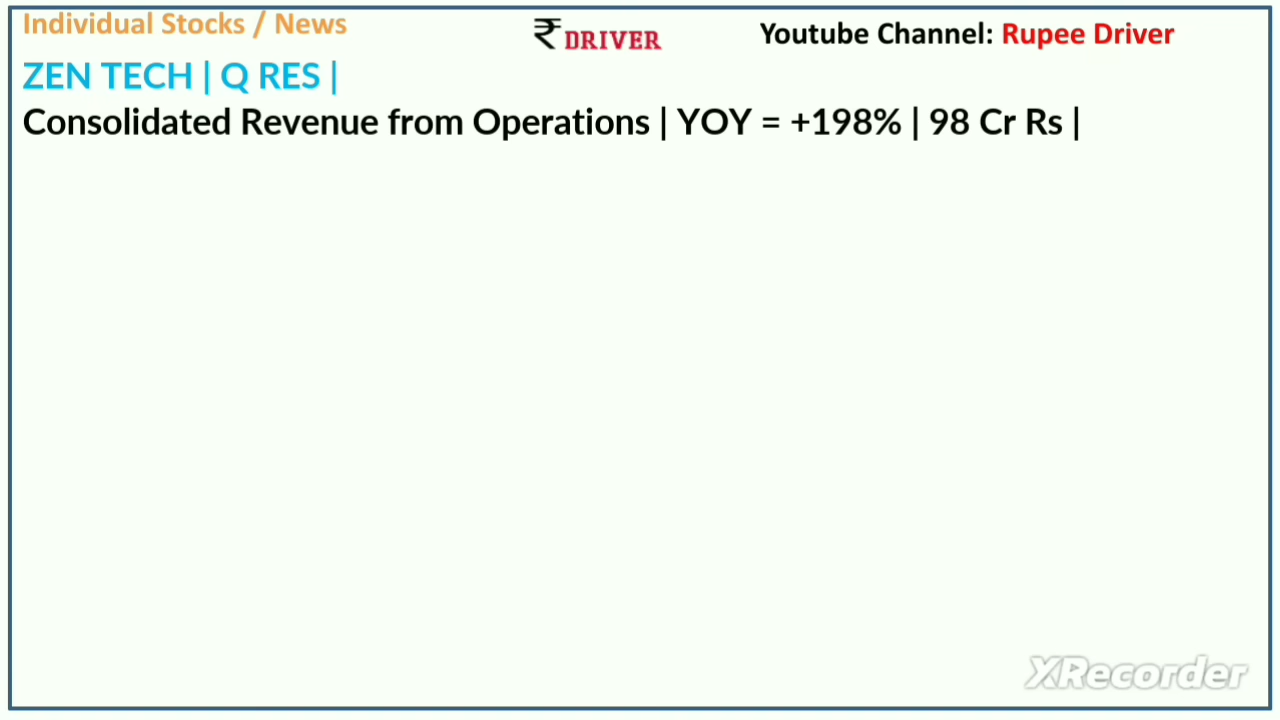 Individual Stocks / News
₹ DRIVER
Youtube Channel: Rupee Driver
ZEN TECH | Q RES |
Consolidated Revenue from Operations | YOY = +198% | 98 Cr Rs |
XRecorder